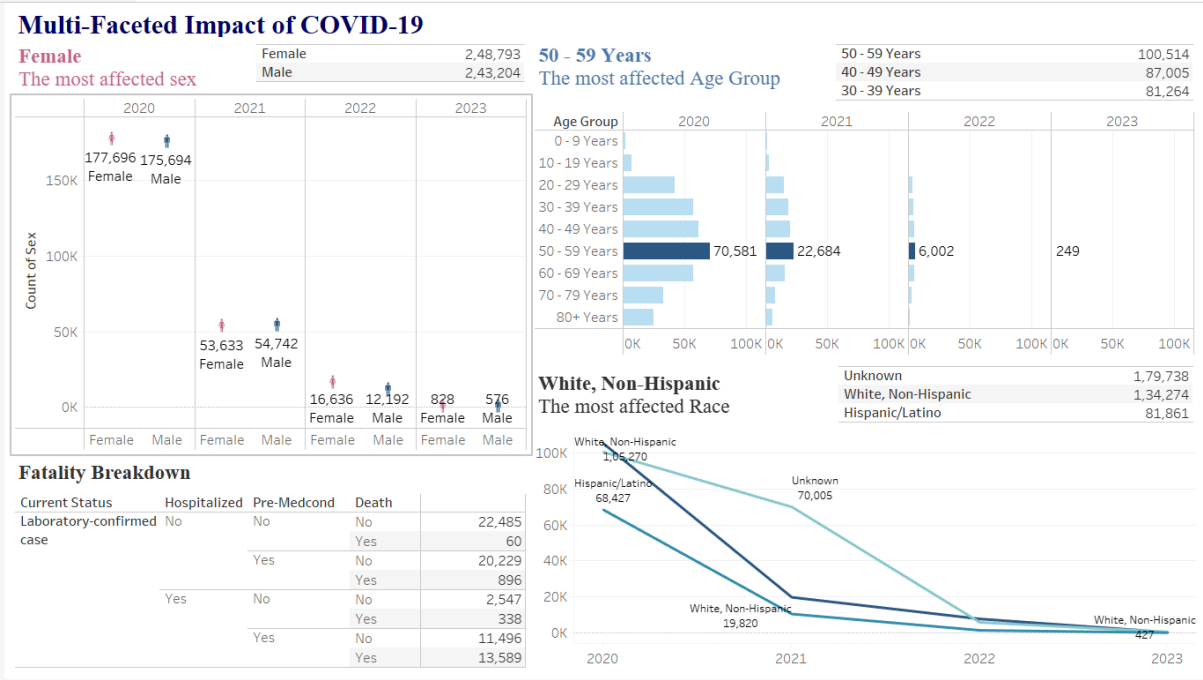 Multi-Faceted Impact of COVID-19
Female
The most affected sex
Female 2,48,793
Male 2,43,204
2020 2021 2022 2023
Count of Sex
150K
100K
50K
0K
177,696
Female
175,694
Male
53,633
Female
54,742
Male
16,636
Female
12,192
Male
828
Female
576
Male
Female Male Female Male Female Male Female Male
50 - 59 Years
The most affected Age Group
50 - 59 Years 100,514
40 - 49 Years 87,005
30 - 39 Years 81,264
Age Group 2020 2021 2022 2023
0 - 9 Years
10 - 19 Years
20 - 29 Years
30 - 39 Years
40 - 49 Years
50 - 59 Years 70,581 22,684 6,002 249
60 - 69 Years
70 - 79 Years
80+ Years
0K 50K 100K 0K 50K 100K 0K 50K 100K 0K 50K 100K
Fatality Breakdown
Current Status Hospitalized Pre-Medcond Death
Laboratory-confirmed No No No 22,485
case Yes 60
Yes No 20,229
Yes 896
Yes No No 2,547
Yes 338
Yes No 11,496
Yes 13,589
White, Non-Hispanic
The most affected Race
Unknown 1,79,738
White, Non-Hispanic 1,34,274
Hispanic/Latino 81,861
100K
80K
60K
40K
20K
0K
White, Non-Hispanic
1,05,270
Hispanic/Latino
68,427
Unknown
70,005
White, Non-Hispanic
19,820
White, Non-Hispanic
427
2020 2021 2022 2023